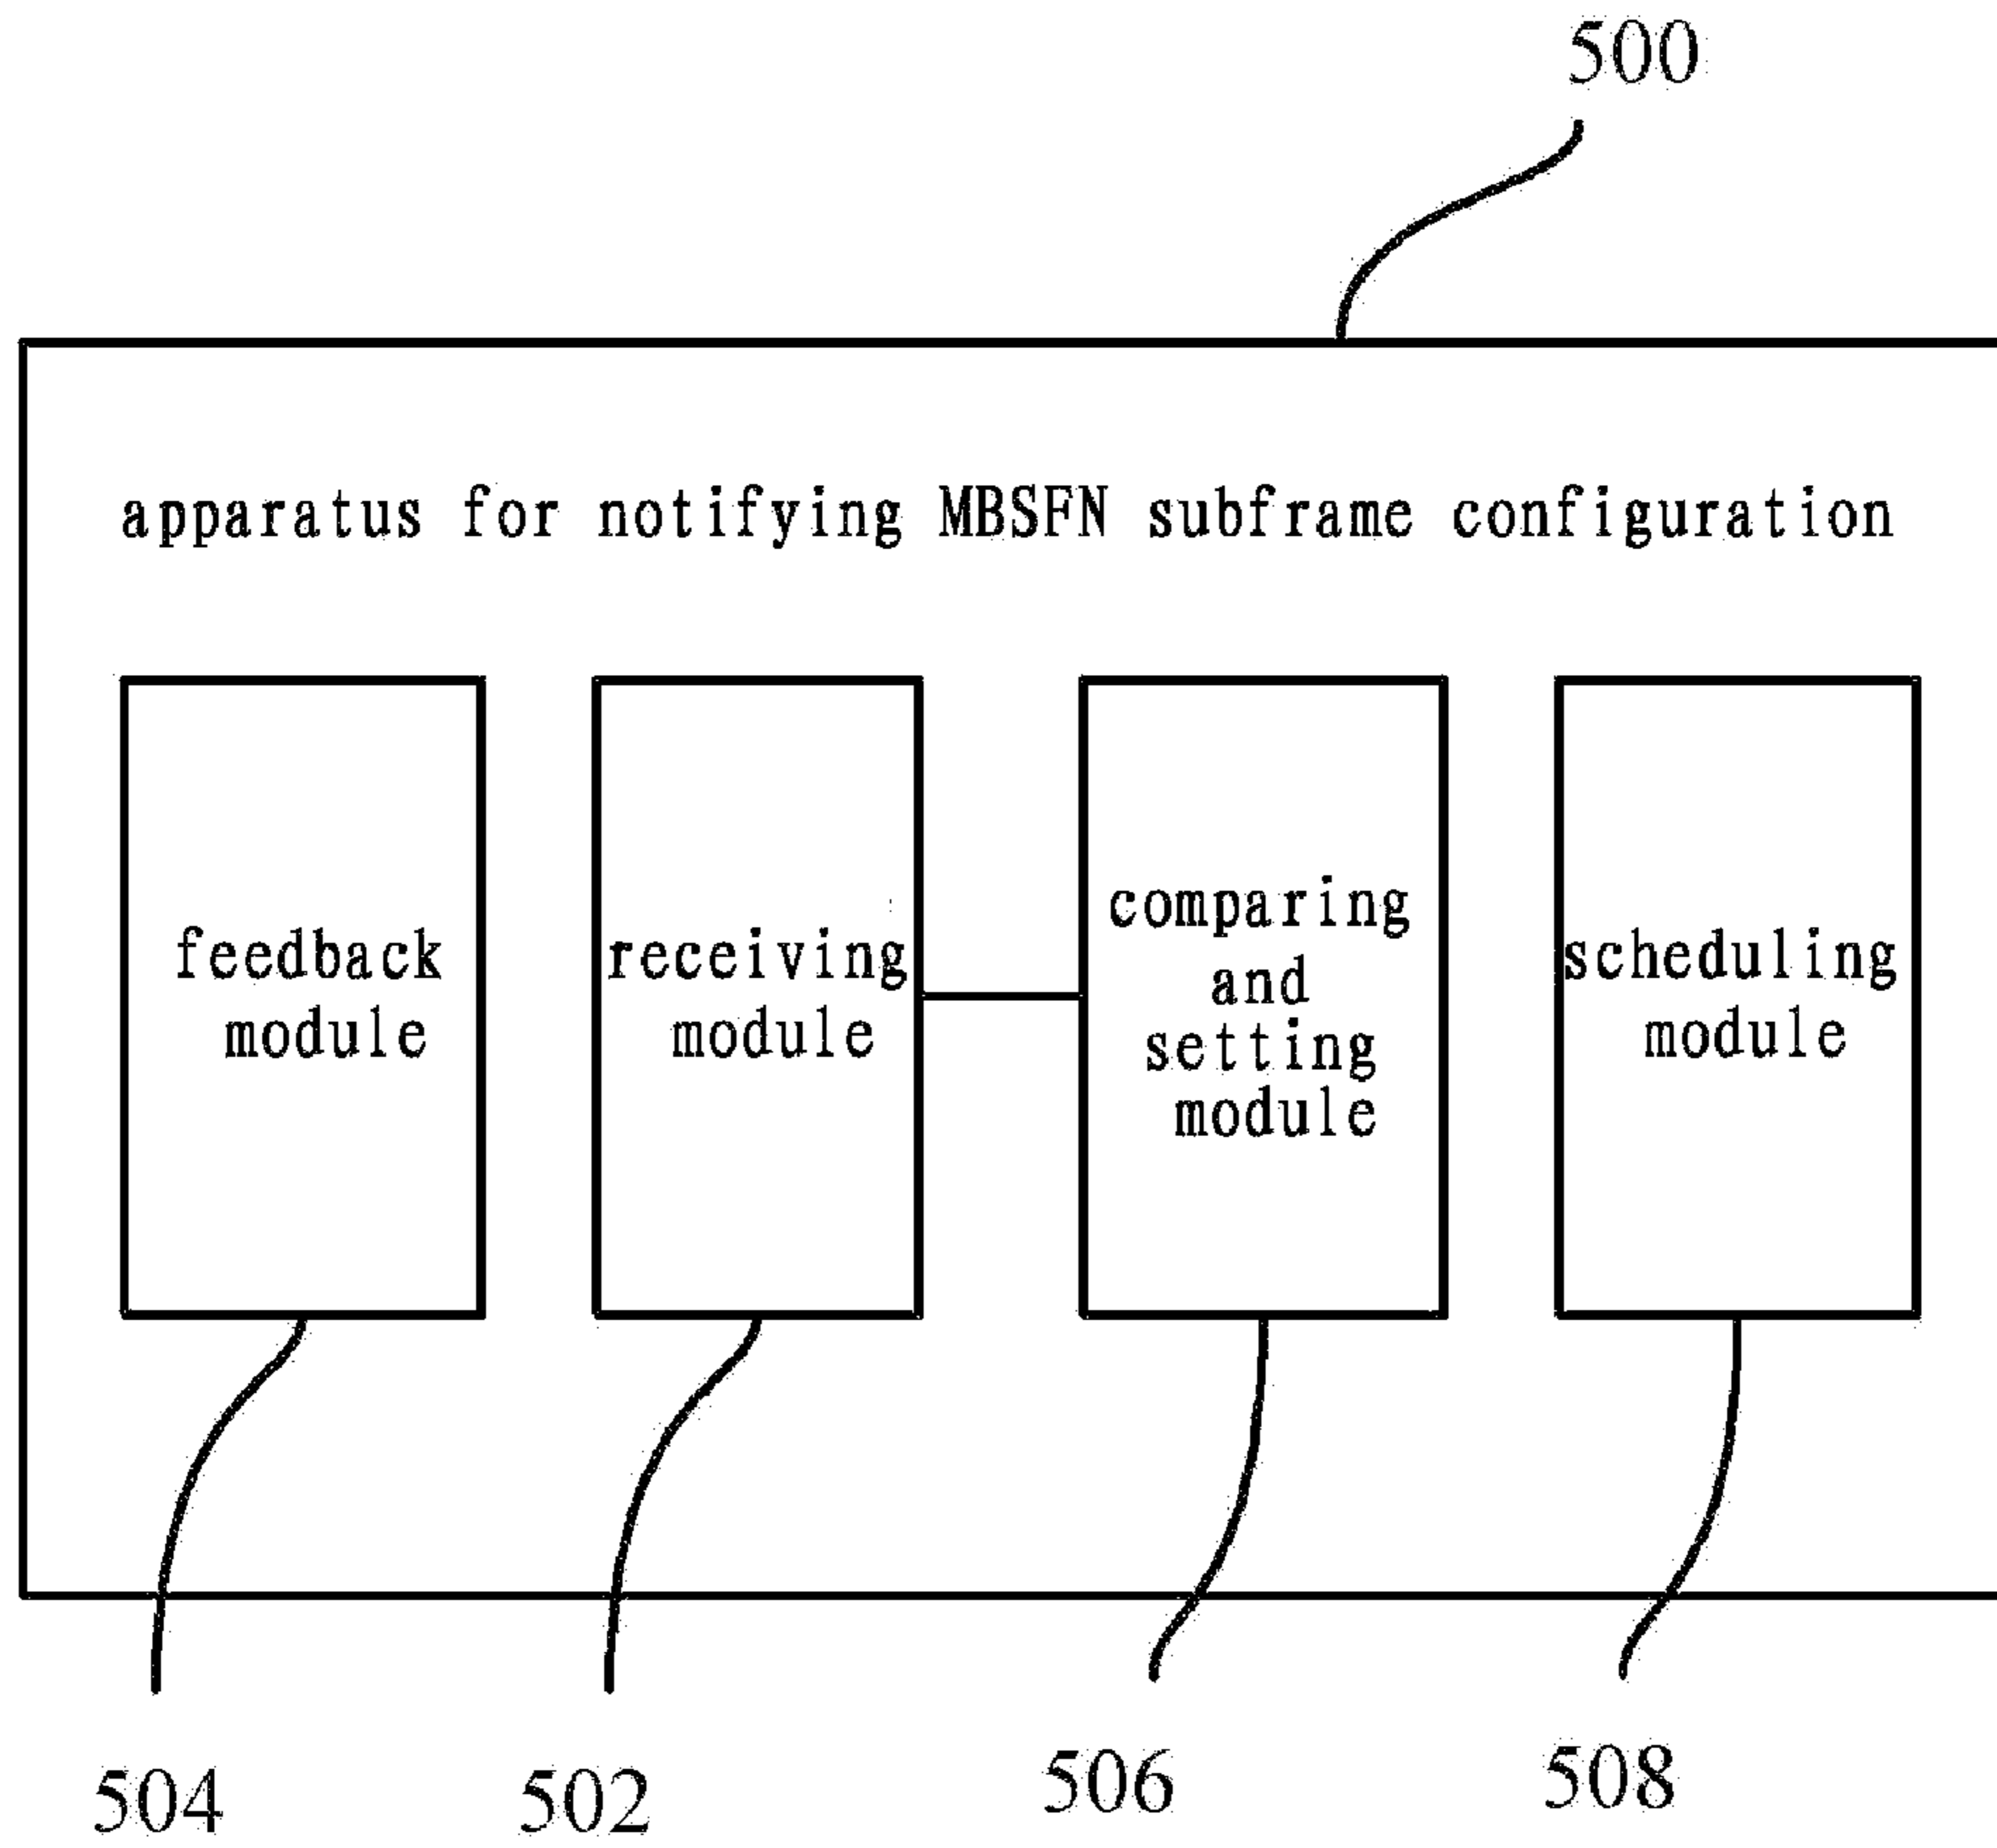 500
apparatus for notifying MBSFN subframe configuration
feedback
module
receiving
module
comparing
and
setting
module
scheduling
module
504
502
506
508